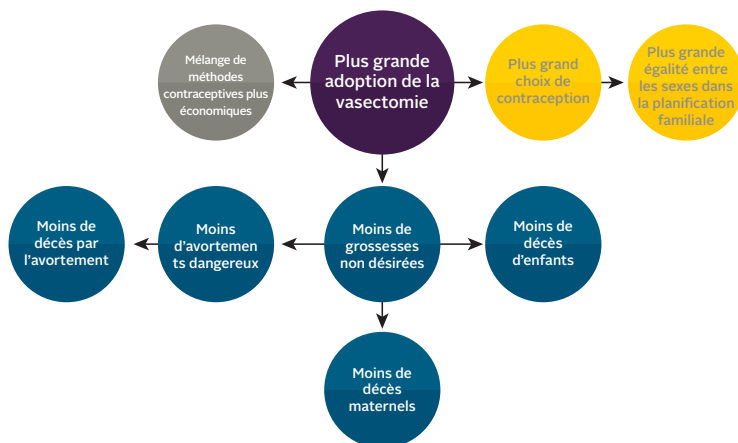 Mélange de
méthodes
contraceptives plus
économiques
Plus grande
adoption de la
vasectomie
Plus grand
choix de
contraception
Plus grande
égalité entre
les sexes dans
la planification
familiale
Moins de
décès par
l'avortement
Moins
d'avortemen
ts dangereux
Moins de
grossesses
non désirées
Moins de
décès
d'enfants
Moins de
décès
maternels